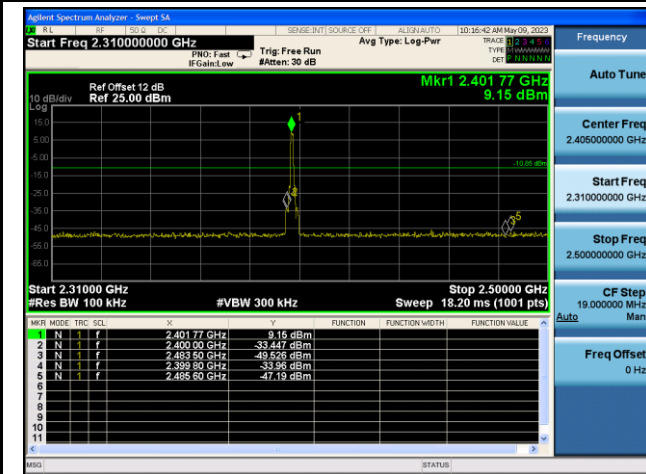 Agilent Spectrum Analyzer - Swept SA
RL RF 50 Ω DC SENSE:INT SOURCE OFF ALIGNAUTO 10:16:42 AM May 09, 2023
Start Freq 2.310000000 GHz
PNO: Fast
IFGain:Low
Trig: Free Run
#Atten: 30 dB
Avg Type: Log-Pwr
TRACE 1 2 3 4 5 6
TYPE MWWWWW
DET P N N N N N
Ref Offset 12 dB
Ref 25.00 dBm
10 dB/div
Log
Mkr1 2.401 77 GHz
9.15 dBm
15.0
5.00
-5.00
-15.0
-25.0
-35.0
-45.0
-55.0
-65.0
1
-10.85 dBm
5
Start 2.31000 GHz
#Res BW 100 kHz
#VBW 300 kHz
Stop 2.50000 GHz
Sweep 18.20 ms (1001 pts)
MKR MODE TRC SCL X Y FUNCTION FUNCTION WIDTH FUNCTION VALUE
1 N 1 f 2.401 77 GHz 9.15 dBm
2 N 1 f 2.400 00 GHz -33.447 dBm
3 N 1 f 2.483 50 GHz -49.526 dBm
4 N 1 f 2.399 80 GHz -33.96 dBm
5 N 1 f 2.485 60 GHz -47.19 dBm
6
7
8
9
10
11
MSG STATUS
Frequency
Auto Tune
Center Freq
2.405000000 GHz
Start Freq
2.310000000 GHz
Stop Freq
2.500000000 GHz
CF Step
19.000000 MHz
Auto Man
Freq Offset
0 Hz